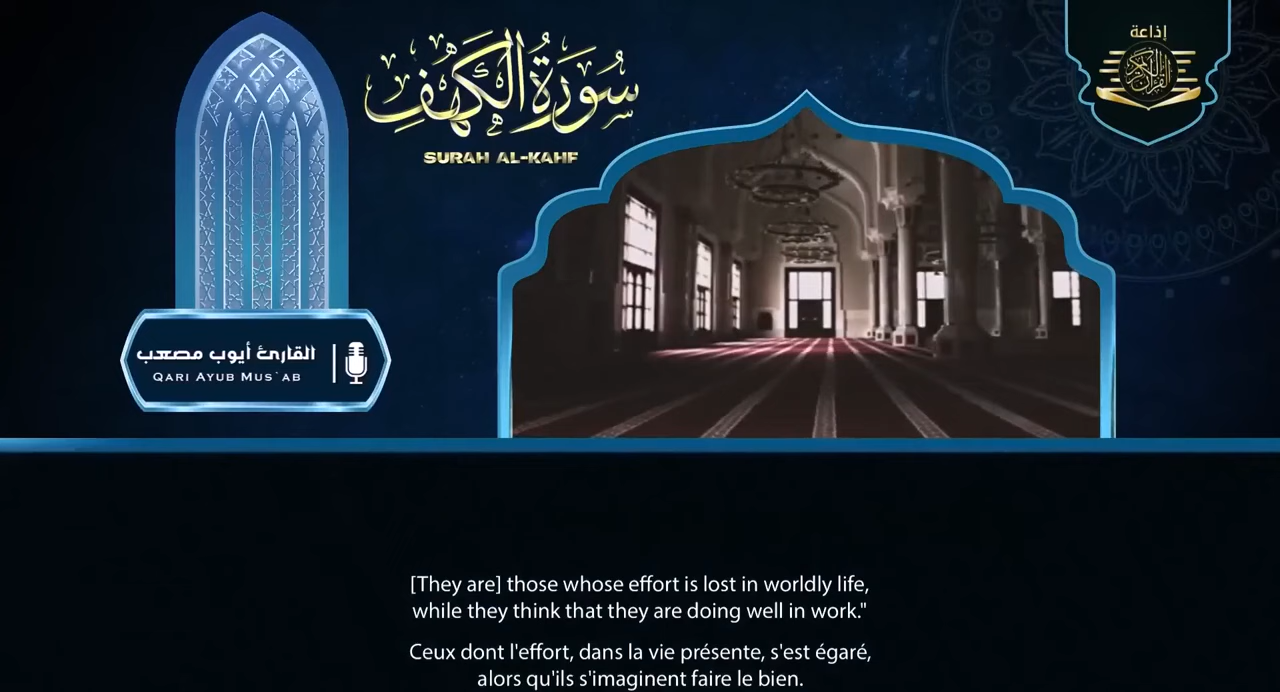 سُورَةُ الكَهْفِ
SURAH AL-KAHF
إذاعة
القرآن الكريم
القارئ أيوب مصعب
QARI AYUB MUS`AB
[They are] those whose effort is lost in worldly life,
while they think that they are doing well in work."
Ceux dont l'effort, dans la vie présente, s'est égaré,
alors qu'ils s'imaginent faire le bien.